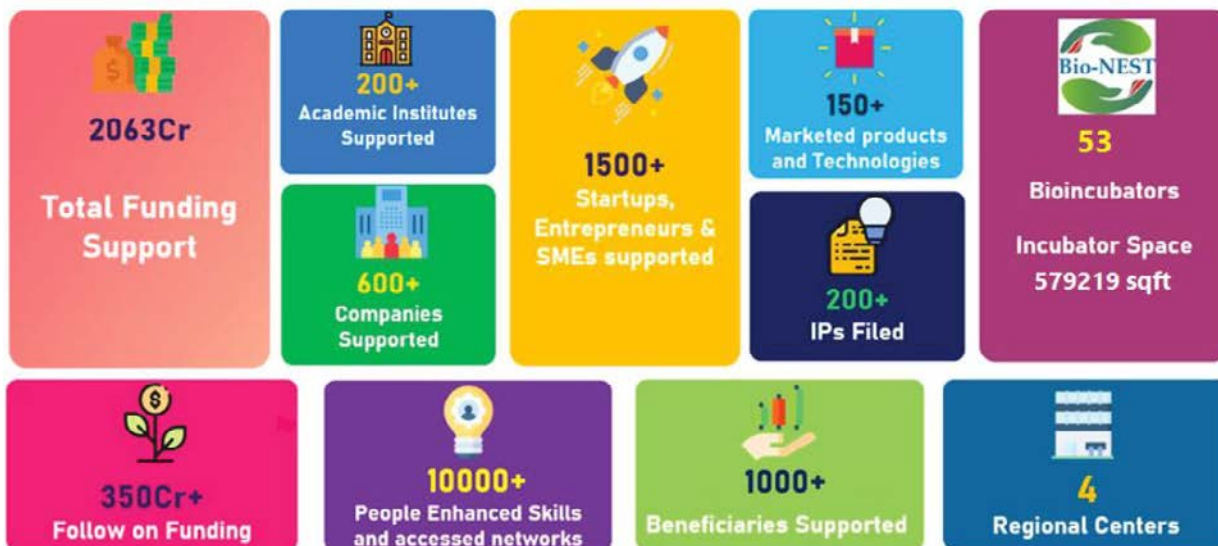 2063Cr
Total Funding
Support
200+
Academic Institutes
Supported
600+
Companies
Supported
1500+
Startups,
Entrepreneurs &
SMEs supported
150+
Marketed products
and Technologies
200+
IPs Filed
Bio-NEST
53
Bioincubators
Incubator Space
579219 sqft
350Cr+
Follow on Funding
10000+
People Enhanced Skills
and accessed networks
1000+
Beneficiaries Supported
4
Regional Centers